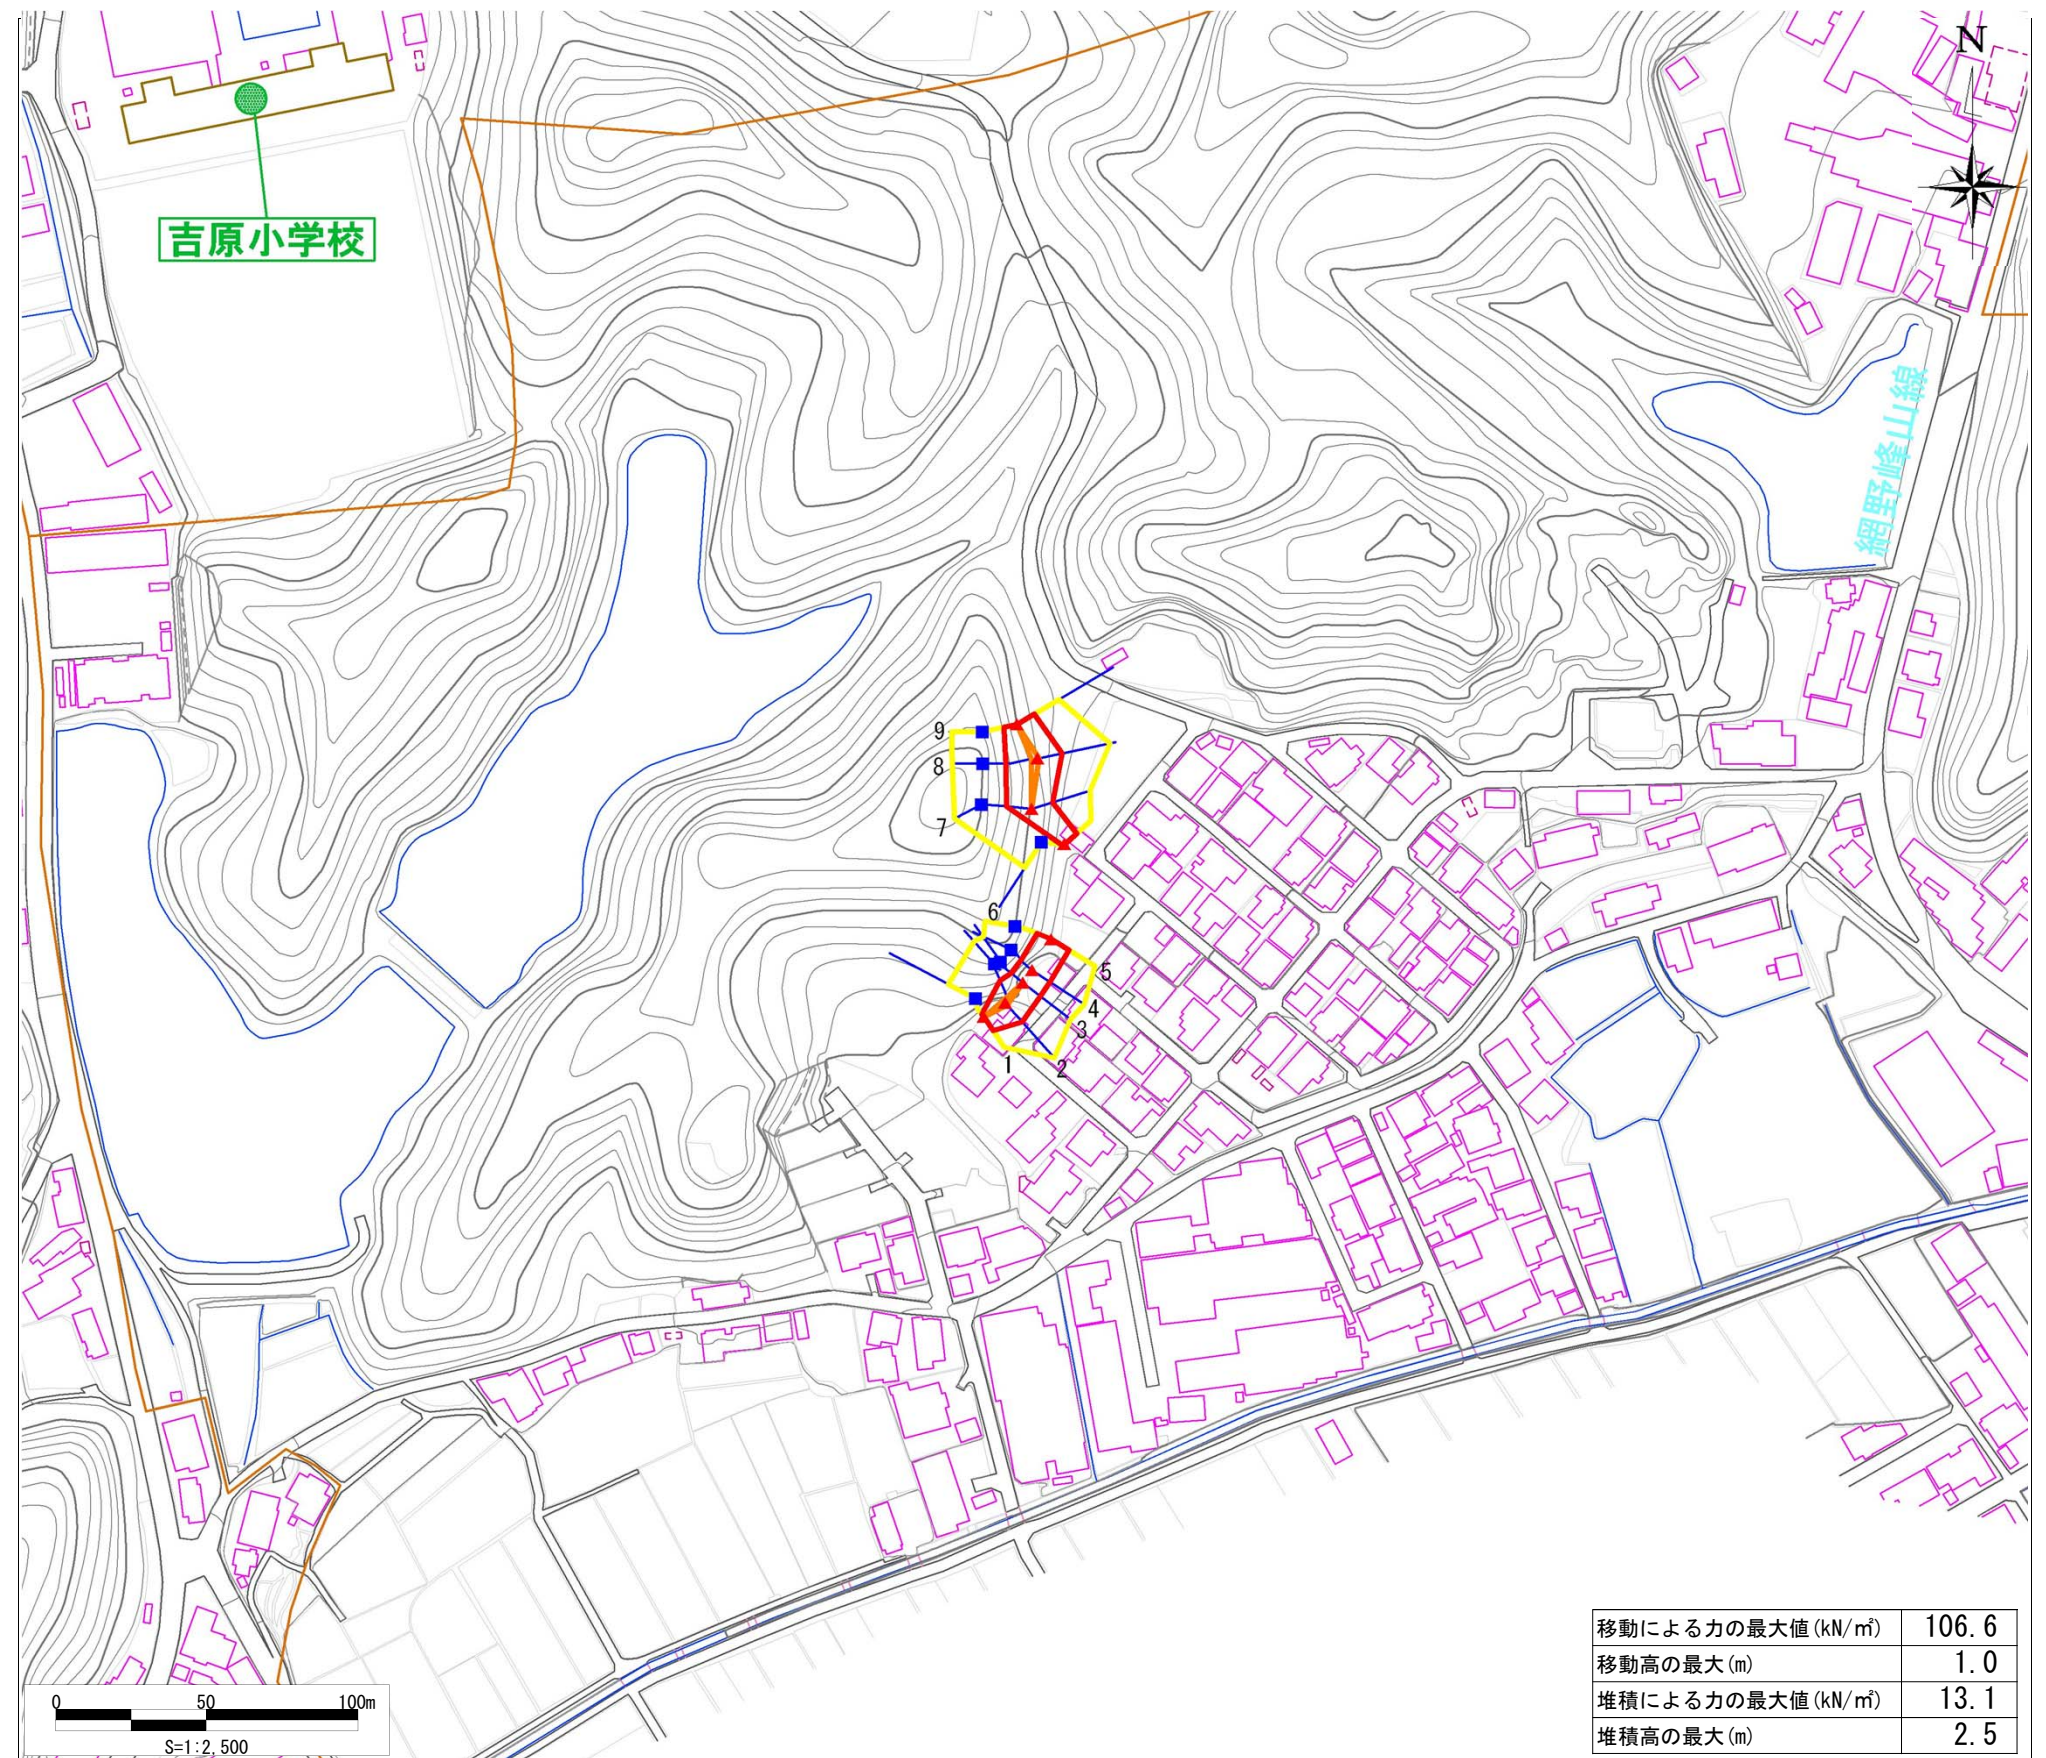 N
吉原小学校
網野峰山線
9
8
7
6
5
4
3
2
1
移動による力の最大値(kN/㎡) 106.6
移動高の最大(m) 1.0
堆積による力の最大値(kN/㎡) 13.1
堆積高の最大(m) 2.5
0 50 100m
S=1:2,500